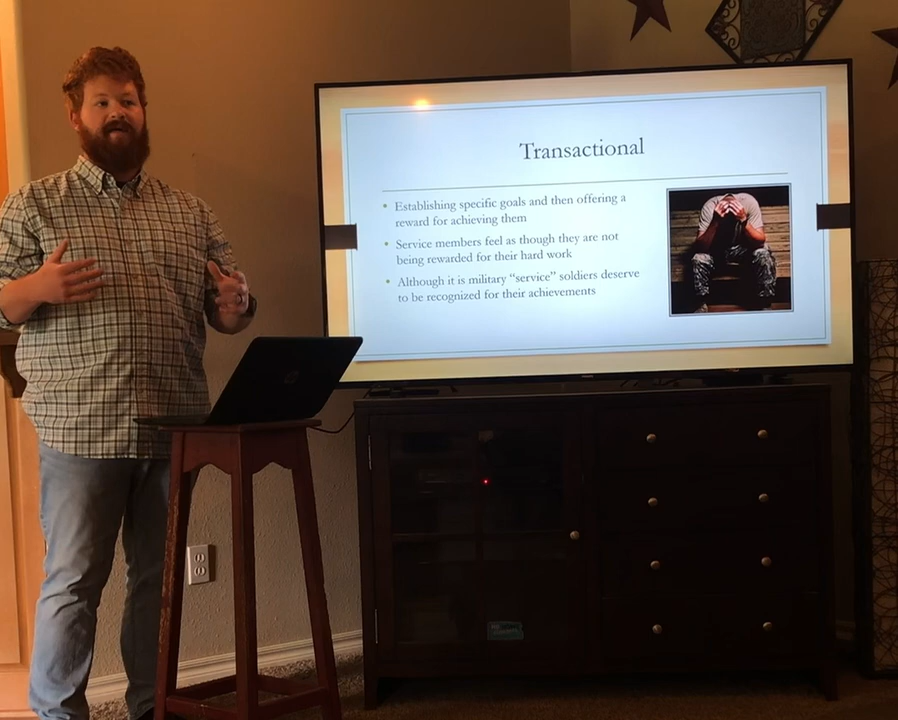 Transactional
• Establishing specific goals and then offering a
reward for achieving them
• Service members feel as though they are not
being rewarded for their hard work
• Although it is military “service” soldiers deserve
to be recognized for their achievements